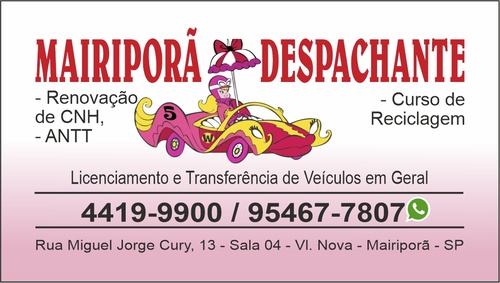 MAIRIPORÃ DESPACHANTE
- Renovação
de CNH,
- ANTT
- Curso de
Reciclagem
5
W
Licenciamento e Transferência de Veículos em Geral
4419-9900 / 95467-7807
Rua Miguel Jorge Cury, 13 - Sala 04 - Vl. Nova - Mairiporã - SP